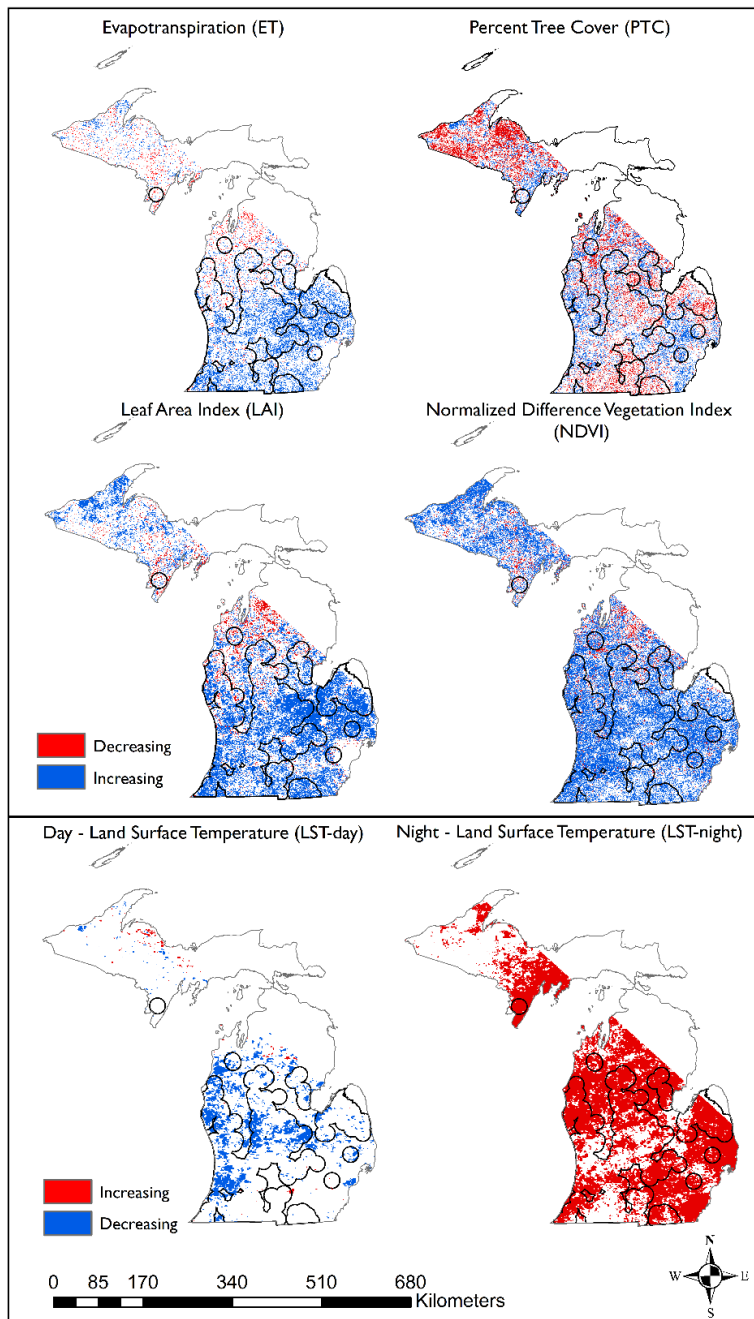 Evapotranspiration (ET)
Percent Tree Cover (PTC)
Leaf Area Index (LAI)
Normalized Difference Vegetation Index
(NDVI)
Decreasing
Increasing
Day - Land Surface Temperature (LST-day)
Night - Land Surface Temperature (LST-night)
Increasing
Decreasing
0 85 170 340 510 680
Kilometers
N
W E
S